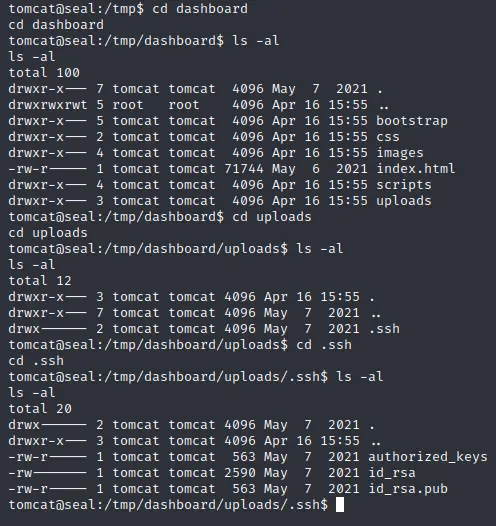 tomcat@seal:/tmp$ cd dashboard
cd dashboard
tomcat@seal:/tmp/dashboard$ ls -al
ls -al
total 100
drwxr-x--- 7 tomcat tomcat  4096 May  7  2021 .
drwxrwxrwt 5 root   root    4096 Apr 16 15:55 ..
drwxr-x--- 5 tomcat tomcat  4096 Apr 16 15:55 bootstrap
drwxr-x--- 2 tomcat tomcat  4096 Apr 16 15:55 css
drwxr-x--- 4 tomcat tomcat  4096 Apr 16 15:55 images
-rw-r----- 1 tomcat tomcat 71744 May  6  2021 index.html
drwxr-x--- 4 tomcat tomcat  4096 Apr 16 15:55 scripts
drwxr-x--- 3 tomcat tomcat  4096 Apr 16 15:55 uploads
tomcat@seal:/tmp/dashboard$ cd uploads
cd uploads
tomcat@seal:/tmp/dashboard/uploads$ ls -al
ls -al
total 12
drwxr-x--- 3 tomcat tomcat 4096 Apr 16 15:55 .
drwxr-x--- 7 tomcat tomcat 4096 May  7  2021 ..
drwx------ 2 tomcat tomcat 4096 May  7  2021 .ssh
tomcat@seal:/tmp/dashboard/uploads$ cd .ssh
cd .ssh
tomcat@seal:/tmp/dashboard/uploads/.ssh$ ls -al
ls -al
total 20
drwx------ 2 tomcat tomcat 4096 May  7  2021 .
drwxr-x--- 3 tomcat tomcat 4096 Apr 16 15:55 ..
-rw-r----- 1 tomcat tomcat  563 May  7  2021 authorized_keys
-rw------- 1 tomcat tomcat 2590 May  7  2021 id_rsa
-rw-r----- 1 tomcat tomcat  563 May  7  2021 id_rsa.pub
tomcat@seal:/tmp/dashboard/uploads/.ssh$